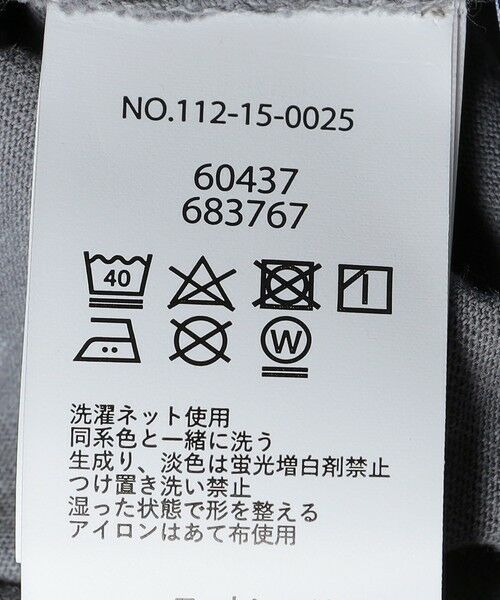 NO.112-15-0025
60437
683767
40
W
洗濯ネット使用
同系色と一緒に洗う
生成り、淡色は蛍光増白剤禁止
つけ置き洗い禁止
湿った状態で形を整える
アイロンはあて布使用